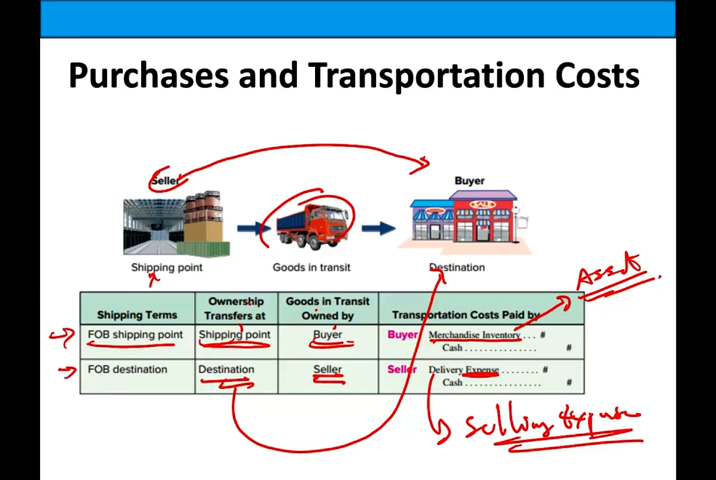 Purchases and Transportation Costs
Seller
Buyer
SALE
Shipping point
Goods in transit
Destination
Asset
Shipping Terms
Ownership
Transfers at
Goods in Transit
Owned by
Transportation Costs Paid by
FOB shipping point
Shipping point
Buyer
Buyer Merchandise Inventory . . . #
Cash . . . . . . . . . . . . . . . #
FOB destination
Destination
Seller
Seller Delivery Expense . . . . . . . . #
Cash . . . . . . . . . . . . . . . #
Selling Expense